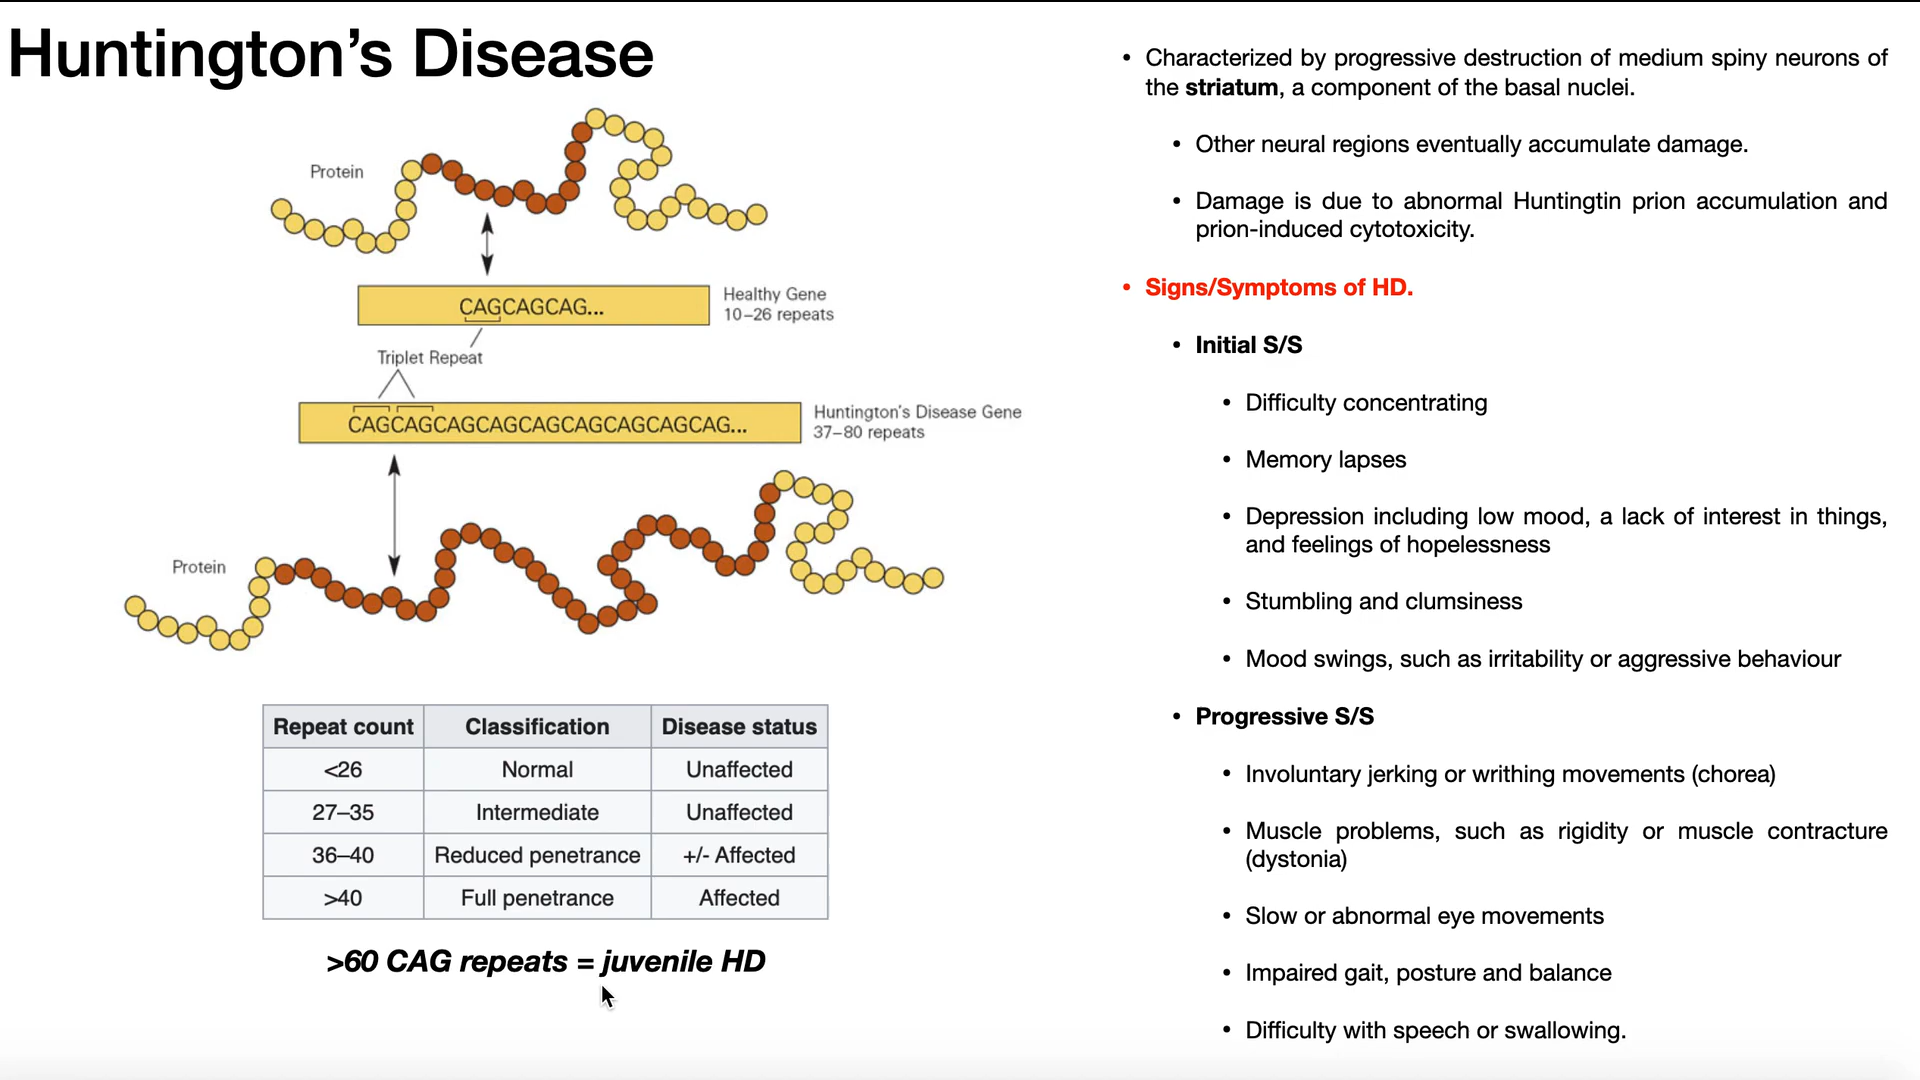 Huntington's Disease
Protein
CAGCAGCAG...
Healthy Gene
10–26 repeats
Triplet Repeat
CAGCAGCAGCAGCAGCAGCAGCAGCAG...
Huntington's Disease Gene
37–80 repeats
Protein
Repeat count Classification Disease status
<26 Normal Unaffected
27–35 Intermediate Unaffected
36–40 Reduced penetrance +/- Affected
>40 Full penetrance Affected
>60 CAG repeats = juvenile HD
• Characterized by progressive destruction of medium spiny neurons of
the striatum, a component of the basal nuclei.
• Other neural regions eventually accumulate damage.
• Damage is due to abnormal Huntingtin prion accumulation and
prion-induced cytotoxicity.
• Signs/Symptoms of HD.
• Initial S/S
• Difficulty concentrating
• Memory lapses
• Depression including low mood, a lack of interest in things,
and feelings of hopelessness
• Stumbling and clumsiness
• Mood swings, such as irritability or aggressive behaviour
• Progressive S/S
• Involuntary jerking or writhing movements (chorea)
• Muscle problems, such as rigidity or muscle contracture
(dystonia)
• Slow or abnormal eye movements
• Impaired gait, posture and balance
• Difficulty with speech or swallowing.